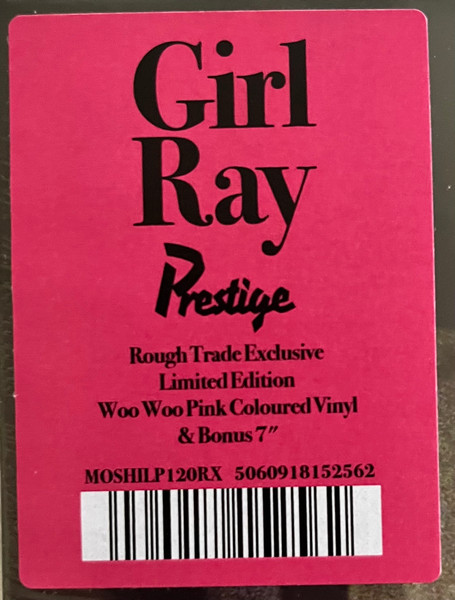 Girl
Ray
Prestige
Rough Trade Exclusive
Limited Edition
Woo Woo Pink Coloured Vinyl
& Bonus 7"
MOSHILP120RX 5060918152562